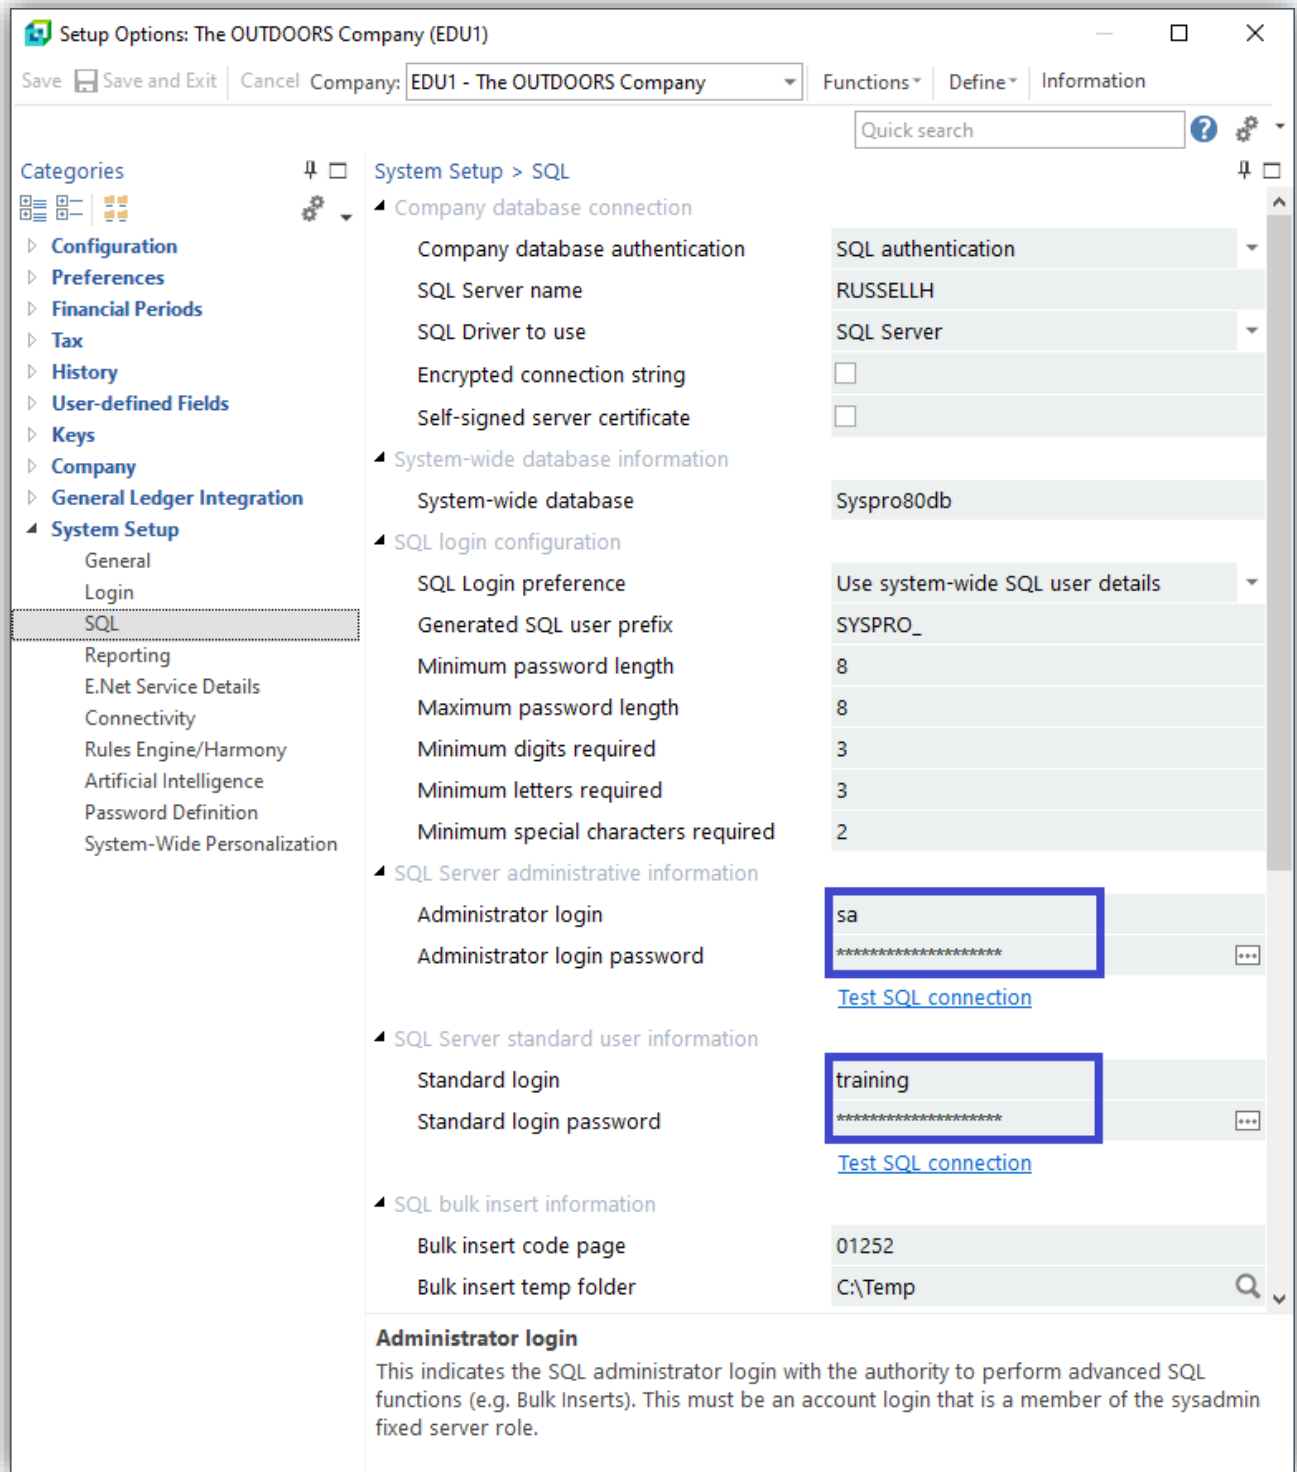 Setup Options: The OUTDOORS Company (EDU1)
Save Save and Exit Cancel Company: EDU1 - The OUTDOORS Company Functions Define Information
Quick search
Categories
Configuration
Preferences
Financial Periods
Tax
History
User-defined Fields
Keys
Company
General Ledger Integration
System Setup
General
Login
SQL
Reporting
E.Net Service Details
Connectivity
Rules Engine/Harmony
Artificial Intelligence
Password Definition
System-Wide Personalization
System Setup > SQL
Company database connection
Company database authentication SQL authentication
SQL Server name RUSSELLH
SQL Driver to use SQL Server
Encrypted connection string
Self-signed server certificate
System-wide database information
System-wide database Syspro80db
SQL login configuration
SQL Login preference Use system-wide SQL user details
Generated SQL user prefix SYSPRO_
Minimum password length 8
Maximum password length 8
Minimum digits required 3
Minimum letters required 3
Minimum special characters required 2
SQL Server administrative information
Administrator login sa
Administrator login password ********************
Test SQL connection
SQL Server standard user information
Standard login training
Standard login password ********************
Test SQL connection
SQL bulk insert information
Bulk insert code page 01252
Bulk insert temp folder C:\Temp
Administrator login
This indicates the SQL administrator login with the authority to perform advanced SQL
functions (e.g. Bulk Inserts). This must be an account login that is a member of the sysadmin
fixed server role.